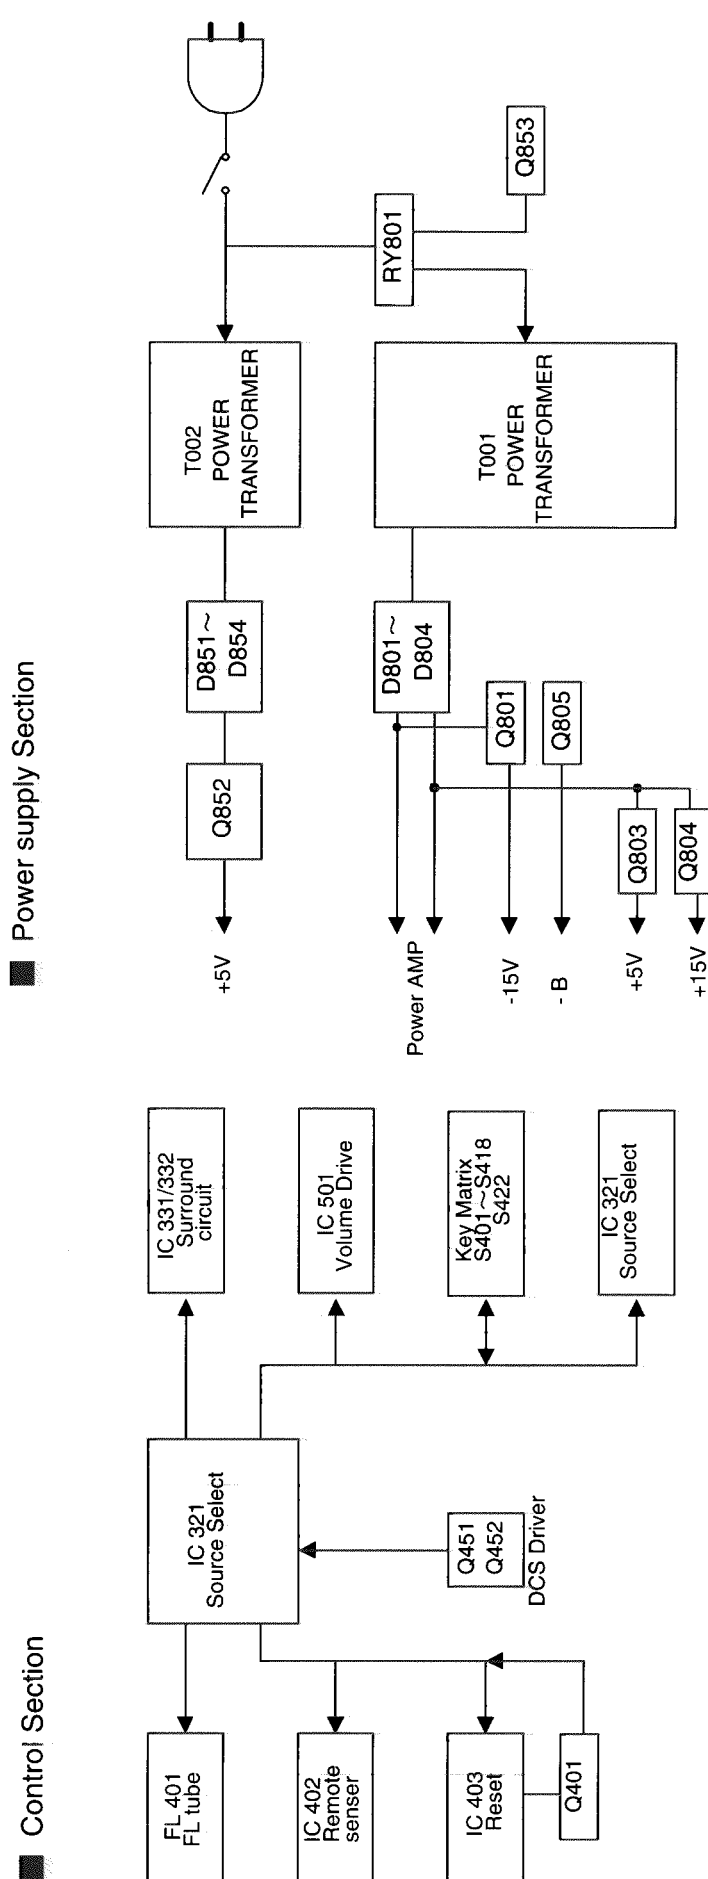 Control Section
FL 401
FL tube
IC 402
Remote
senser
IC 403
Reset
Q401
IC 321
Source Select
Q451
Q452
DCS Driver
IC 331/332
Surround
circuit
IC 501
Volume Drive
Key Matrix
S401～S418
S422
IC 321
Source Select
Power supply Section
+5V
Q852
D851～
D854
T002
POWER
TRANSFORMER
Power AMP
D801～
D804
T001
POWER
TRANSFORMER
RY801
Q853
-15V
Q801
- B
Q805
+5V
Q803
+15V
Q804